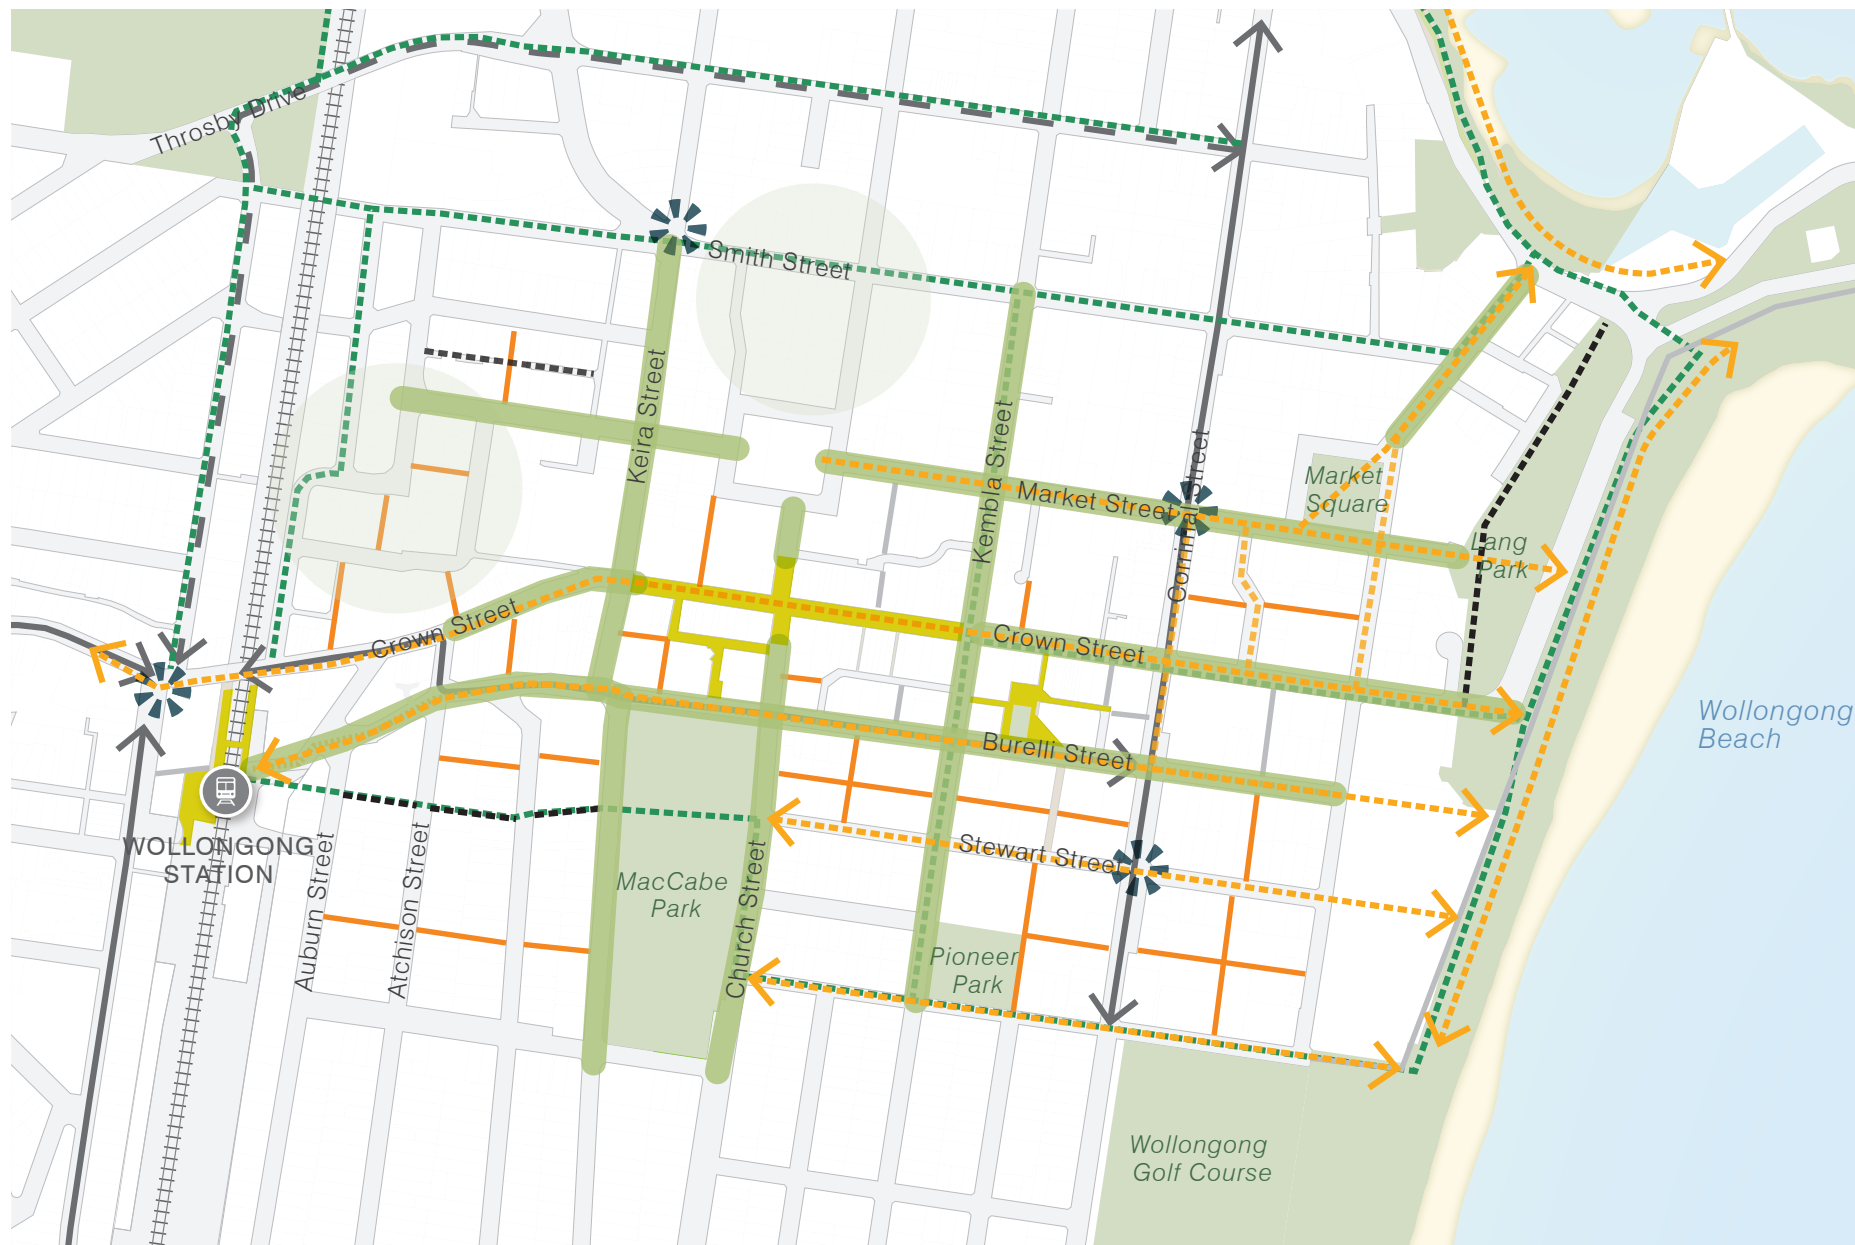 Throsby Drive
Smith Street
Keira Street
Kembla Street
Corrimal Street
Market Street
Market
Square
Lang
Park
Crown Street
Crown Street
Burelli Street
Wollongong
Beach
WOLLONGONG
STATION
Stewart Street
MacCabe
Park
Auburn Street
Atchison Street
Church Street
Pioneer
Park
Wollongong
Golf Course